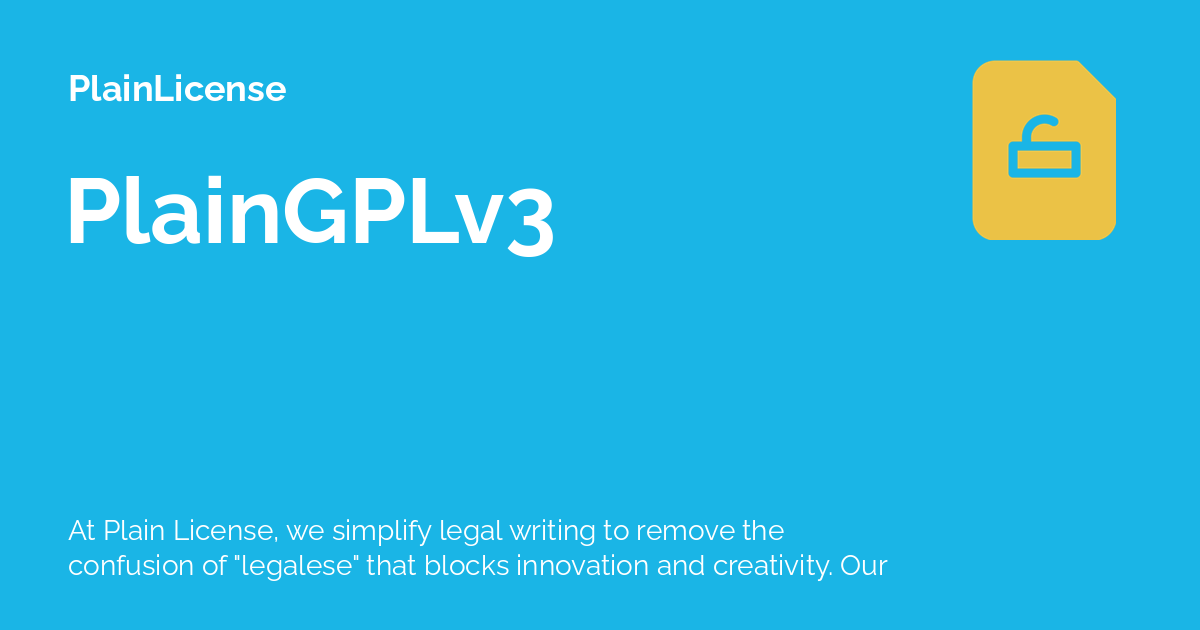 PlainLicense
PlainGPLv3
At Plain License, we simplify legal writing to remove the
confusion of "legalese" that blocks innovation and creativity. Our